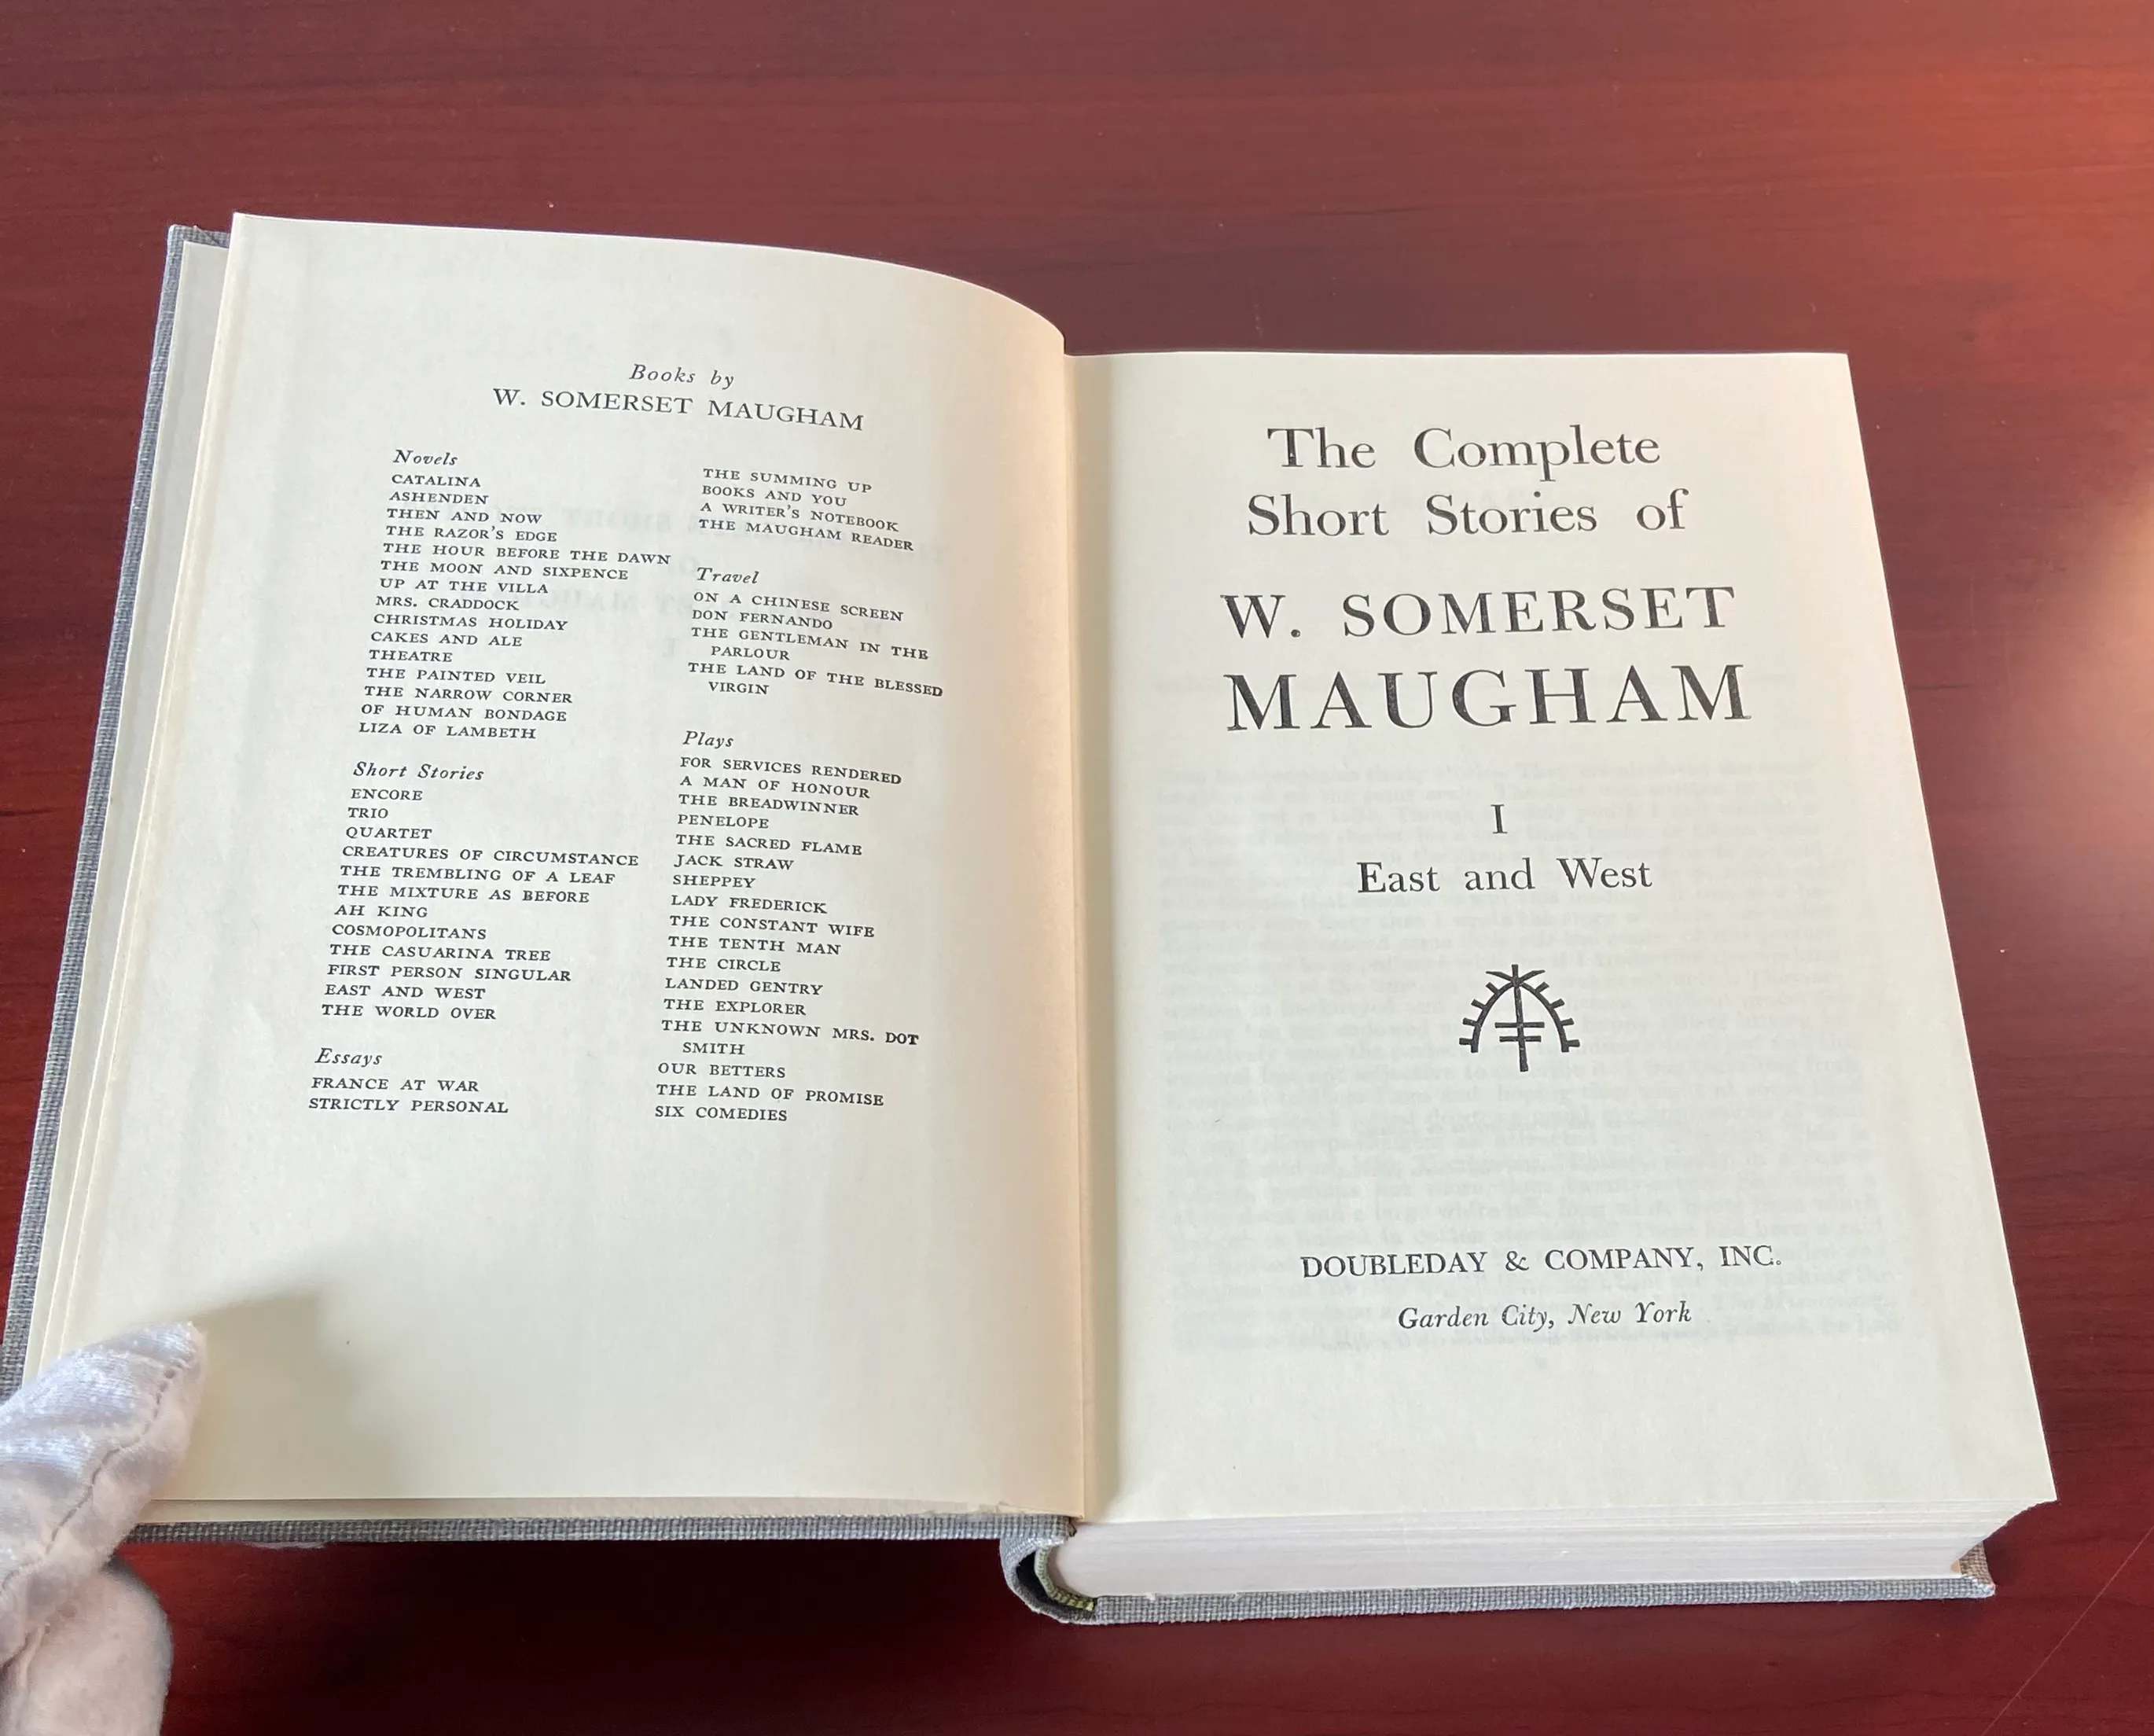 Books by
W. SOMERSET MAUGHAM
Novels
CATALINA
ASHENDEN
THEN AND NOW
THE RAZOR'S EDGE
THE HOUR BEFORE THE DAWN
THE MOON AND SIXPENCE
UP AT THE VILLA
MRS. CRADDOCK
CHRISTMAS HOLIDAY
CAKES AND ALE
THEATRE
THE PAINTED VEIL
THE NARROW CORNER
OF HUMAN BONDAGE
LIZA OF LAMBETH
Short Stories
ENCORE
TRIO
QUARTET
CREATURES OF CIRCUMSTANCE
THE TREMBLING OF A LEAF
THE MIXTURE AS BEFORE
AH KING
COSMOPOLITANS
THE CASUARINA TREE
FIRST PERSON SINGULAR
EAST AND WEST
THE WORLD OVER
Essays
FRANCE AT WAR
STRICTLY PERSONAL
THE SUMMING UP
BOOKS AND YOU
A WRITER'S NOTEBOOK
THE MAUGHAM READER
Travel
ON A CHINESE SCREEN
DON FERNANDO
THE GENTLEMAN IN THE
PARLOUR
THE LAND OF THE BLESSED
VIRGIN
Plays
FOR SERVICES RENDERED
A MAN OF HONOUR
THE BREADWINNER
PENELOPE
THE SACRED FLAME
JACK STRAW
SHEPPEY
LADY FREDERICK
THE CONSTANT WIFE
THE TENTH MAN
THE CIRCLE
LANDED GENTRY
THE EXPLORER
THE UNKNOWN MRS. DOT
SMITH
OUR BETTERS
THE LAND OF PROMISE
SIX COMEDIES
The Complete
Short Stories of
W. SOMERSET
MAUGHAM
I
East and West
DOUBLEDAY & COMPANY, INC.
Garden City, New York